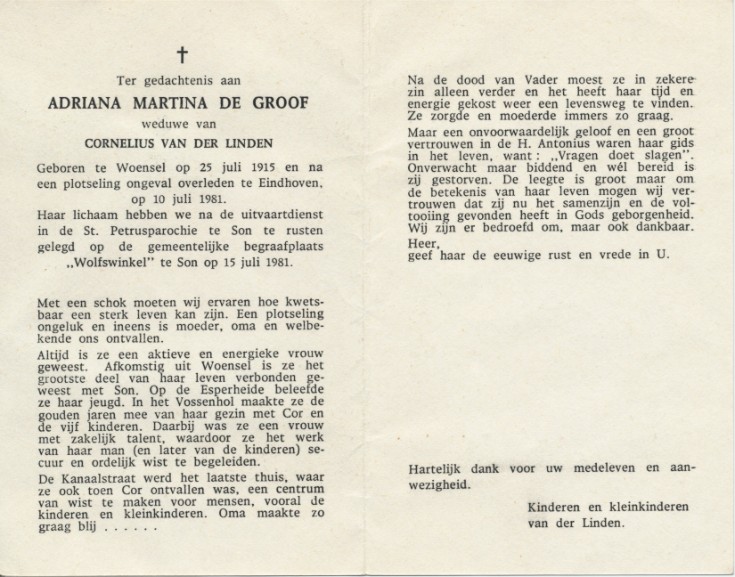 Ter gedachtenis aan
ADRIANA MARTINA DE GROOF
weduwe van
CORNELIUS VAN DER LINDEN
Geboren te Woensel op 25 juli 1915 en na
een plotseling ongeval overleden te Eindhoven,
op 10 juli 1981.
Haar lichaam hebben we na de uitvaartdienst
in de St. Petrusparochie te Son te rusten
gelegd op de gemeentelijke begraafplaats
„Wolfswinkel" te Son op 15 juli 1981.
Met een schok moeten wij ervaren hoe kwets-
baar een sterk leven kan zijn. Een plotseling
ongeluk en ineens is moeder, oma en welbe-
kende ons ontvallen.
Altijd is ze een aktieve en energieke vrouw
geweest. Afkomstig uit Woensel is ze het
grootste deel van haar leven verbonden ge-
weest met Son. Op de Esperheide beleefde
ze haar jeugd. In het Vossenhol maakte ze de
gouden jaren mee van haar gezin met Cor en
de vijf kinderen. Daarbij was ze een vrouw
met zakelijk talent, waardoor ze het werk
van haar man (en later van de kinderen) se-
cuur en ordelijk wist te begeleiden.
De Kanaalstraat werd het laatste thuis, waar
ze ook toen Cor ontvallen was, een centrum
van wist te maken voor mensen, vooral de
kinderen en kleinkinderen. Oma maakte zo
graag blij . . . . . .
Na de dood van Vader moest ze in zekere
zin alleen verder en het heeft haar tijd en
energie gekost weer een levensweg te vinden.
Ze zorgde en moederde immers zo graag.
Maar een onvoorwaardelijk geloof en een groot
vertrouwen in de H. Antonius waren haar gids
in het leven, want : „Vragen doet slagen".
Onverwacht maar biddend en wél bereid is
zij gestorven. De leegte is groot maar om
de betekenis van haar leven mogen wij ver-
trouwen dat zij nu het samenzijn en de vol-
tooiing gevonden heeft in Gods geborgenheid.
Wij zijn er bedroefd om, maar ook dankbaar.
Heer,
geef haar de eeuwige rust en vrede in U.
Hartelijk dank voor uw medeleven en aan-
wezigheid.
Kinderen en kleinkinderen
van der Linden.